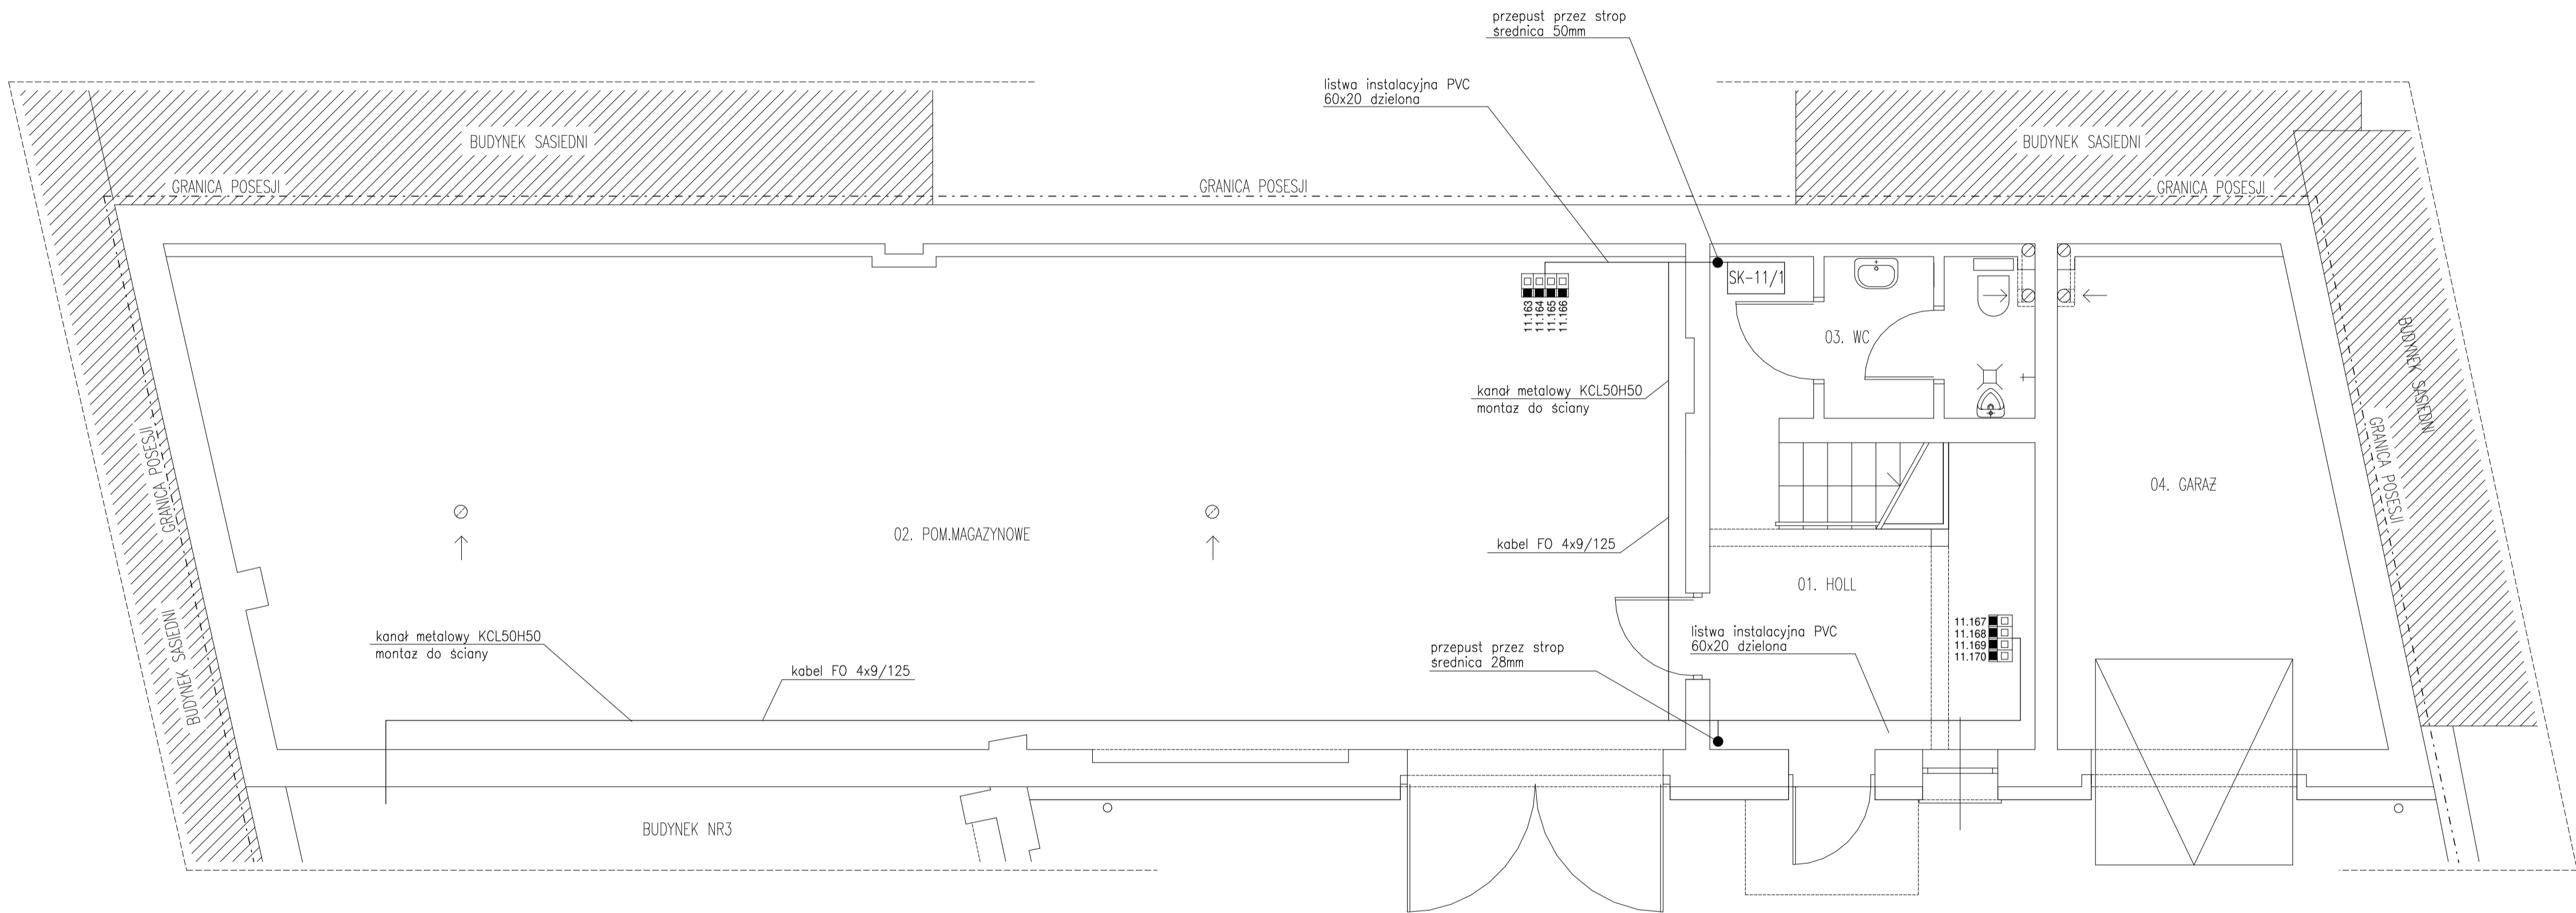 przepust przez strop
średnica 50mm
listwa instalacyjna PVC
60x20 dzielona
BUDYNEK SASIEDNI
BUDYNEK SASIEDNI
GRANICA POSESJI
GRANICA POSESJI
GRANICA POSESJI
SK-11/1
11.163
11.164
11.165
11.166
03. WC
BUDYNEK SASIEDNI
kanał metalowy KCL50H50
montaz do ściany
GRANICA POSESJI
GRANICA POSESJI
04. GARAŻ
02. POM.MAGAZYNOWE
kabel FO 4x9/125
01. HOLL
BUDYNEK SASIEDNI
kanał metalowy KCL50H50
montaz do ściany
kabel FO 4x9/125
przepust przez strop
średnica 28mm
listwa instalacyjna PVC
60x20 dzielona
11.167
11.168
11.169
11.170
BUDYNEK NR3